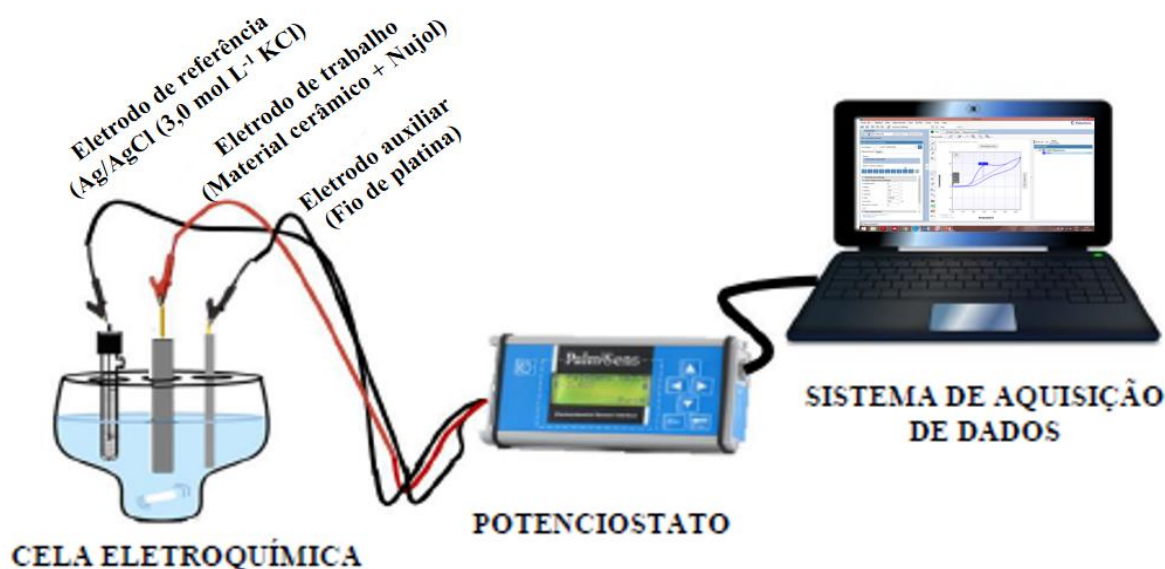 Eletrodo de referência
(Ag/AgCl (3,0 mol L⁻¹ KCl)
Eletrodo de trabalho
(Material cerâmico + Nujol)
Eletrodo auxiliar
(Fio de platina)
PalmSens
SISTEMA DE AQUISIÇÃO
DE DADOS
POTENCIOSTATO
CELA ELETROQUÍMICA